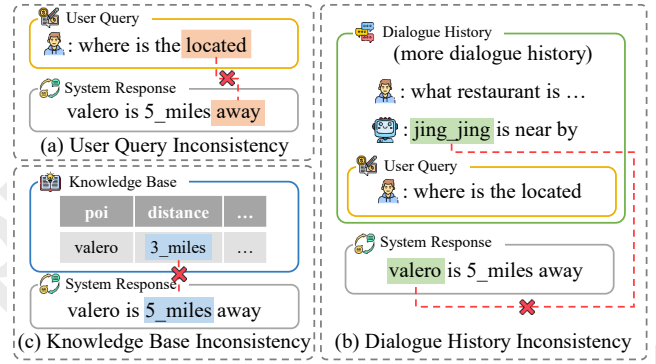 User Query
: where is the located
System Response
valero is 5_miles away
(a) User Query Inconsistency
Knowledge Base
poi distance ...
valero 3_miles ...
System Response
valero is 5_miles away
(c) Knowledge Base Inconsistency
Dialogue History
(more dialogue history)
: what restaurant is ...
: jing_jing is near by
User Query
: where is the located
System Response
valero is 5_miles away
(b) Dialogue History Inconsistency